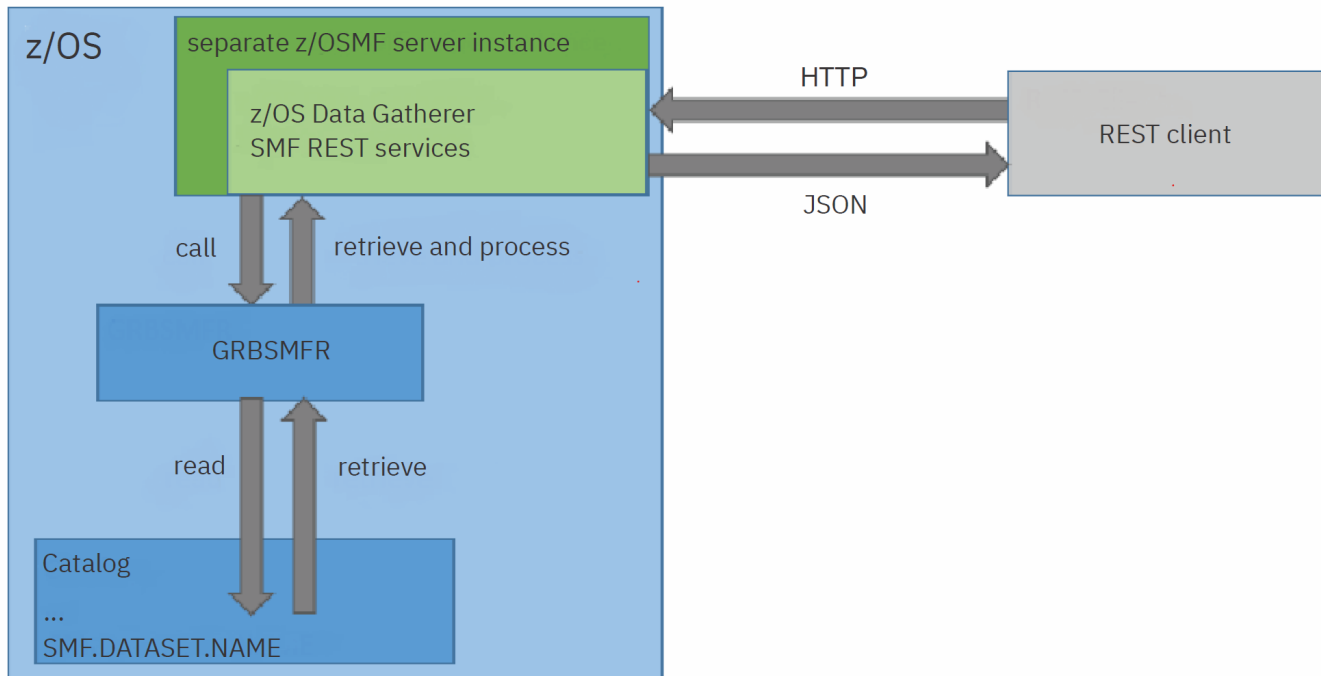 z/OS
separate z/OSMF server instance
z/OS Data Gatherer
SMF REST services
HTTP
REST client
JSON
call
retrieve and process
GRBSMFR
read
retrieve
Catalog
...
SMF.DATASET.NAME